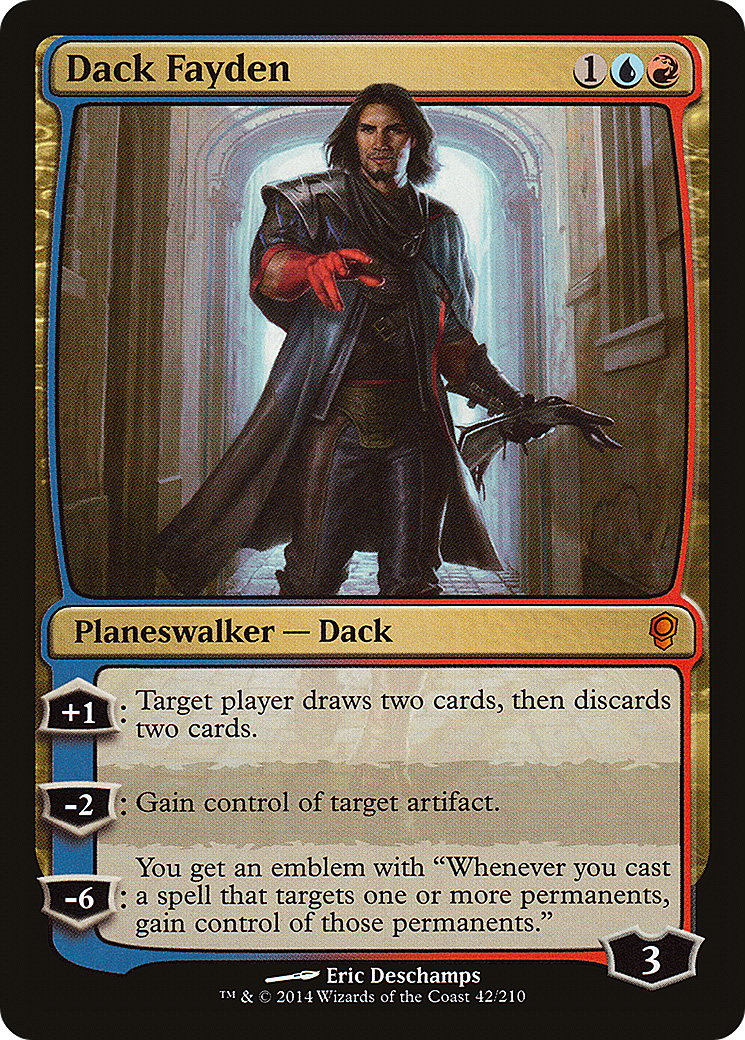 Dack Fayden 1
Planeswalker — Dack
+1: Target player draws two cards, then discards
two cards.
-2: Gain control of target artifact.
You get an emblem with “Whenever you cast
-6: a spell that targets one or more permanents,
gain control of those permanents.”
3
Eric Deschamps
™ & © 2014 Wizards of the Coast 42/210